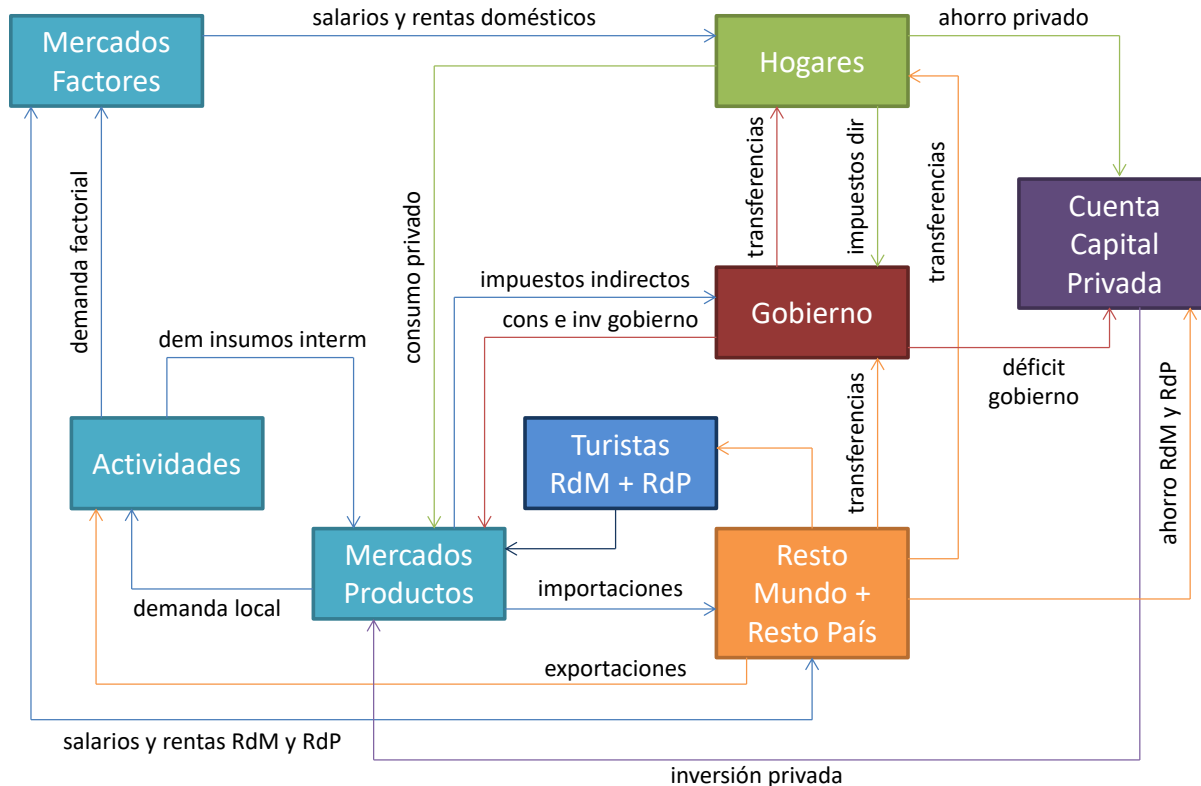 salarios y rentas domésticos
ahorro privado
Mercados
Factores
Hogares
transferencias
impuestos dir
transferencias
demanda factorial
consumo privado
Cuenta
Capital
Privada
impuestos indirectos
Gobierno
cons e inv gobierno
dem insumos interm
déficit
gobierno
transferencias
ahorro RdM y RdP
Actividades
Turistas
RdM + RdP
Mercados
Productos
Resto
Mundo +
Resto País
importaciones
demanda local
exportaciones
salarios y rentas RdM y RdP
inversión privada